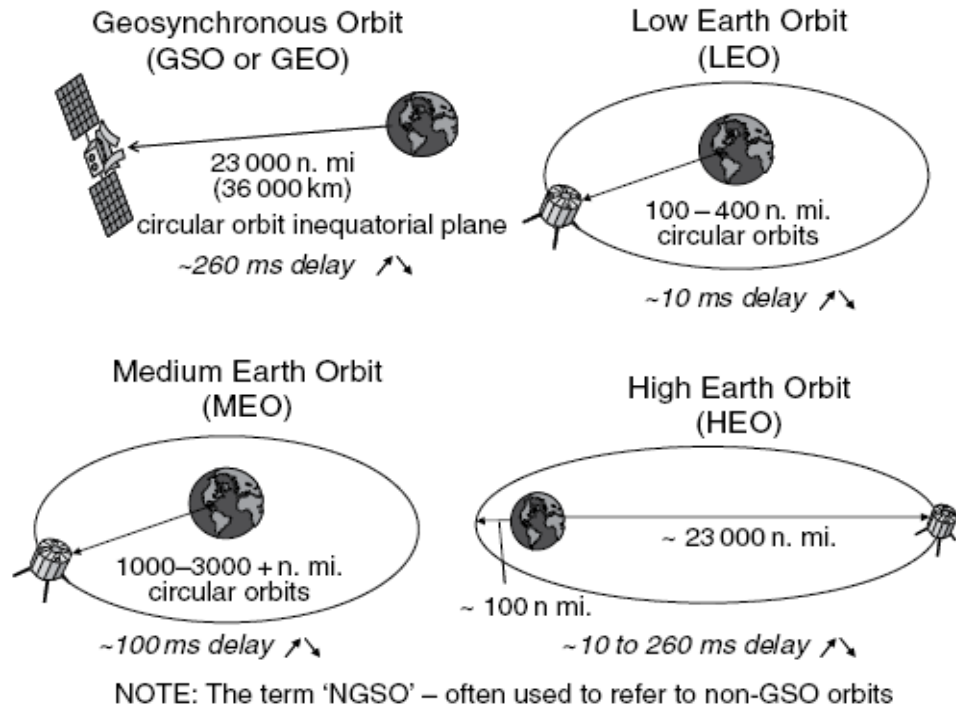 Geosynchronous Orbit
(GSO or GEO)
23 000 n. mi
(36 000 km)
circular orbit inequatorial plane
~260 ms delay ↗↘
Low Earth Orbit
(LEO)
100 – 400 n. mi.
circular orbits
~10 ms delay ↗↘
Medium Earth Orbit
(MEO)
1000–3000 + n. mi.
circular orbits
~100 ms delay ↗↘
High Earth Orbit
(HEO)
~ 23 000 n. mi.
~ 100 n mi.
~10 to 260 ms delay ↗↘
NOTE: The term ‘NGSO’ – often used to refer to non-GSO orbits